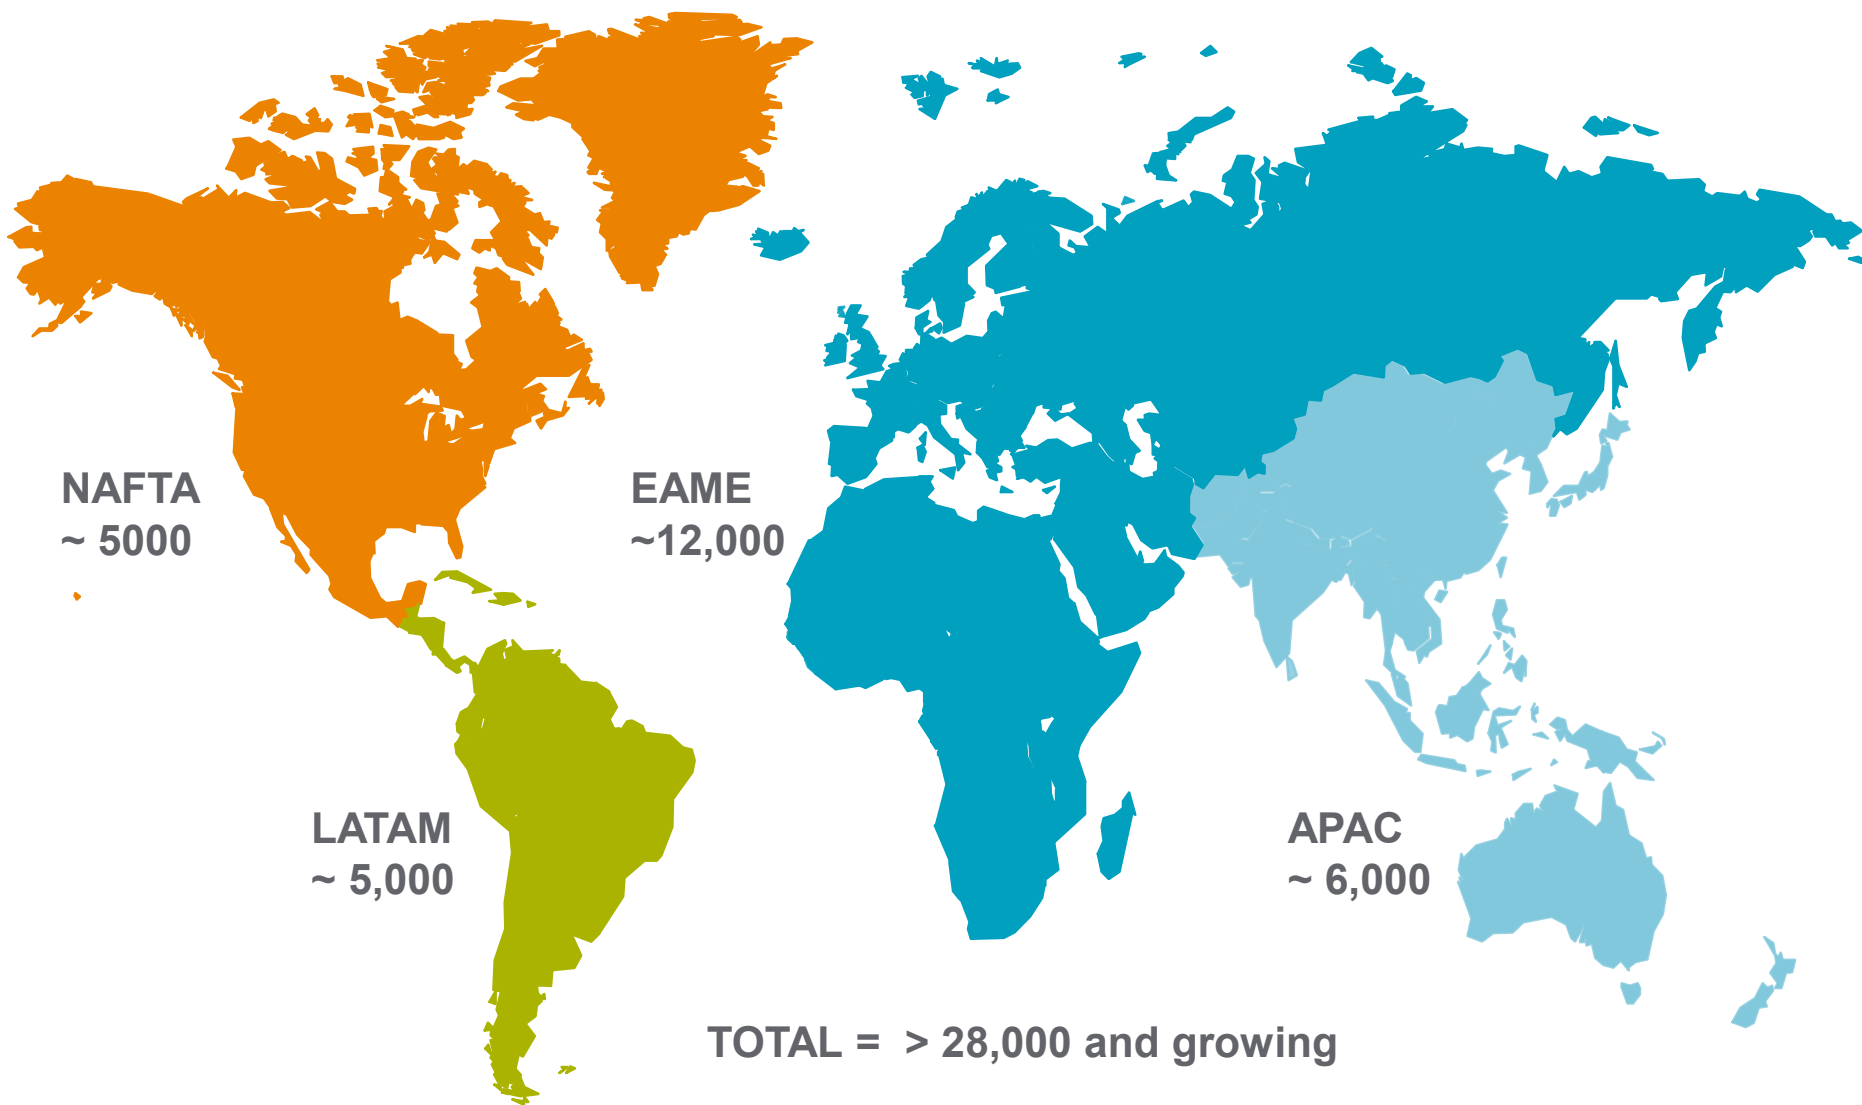 NAFTA
~ 5000
EAME
~12,000
LATAM
~ 5,000
APAC
~ 6,000
TOTAL = > 28,000 and growing